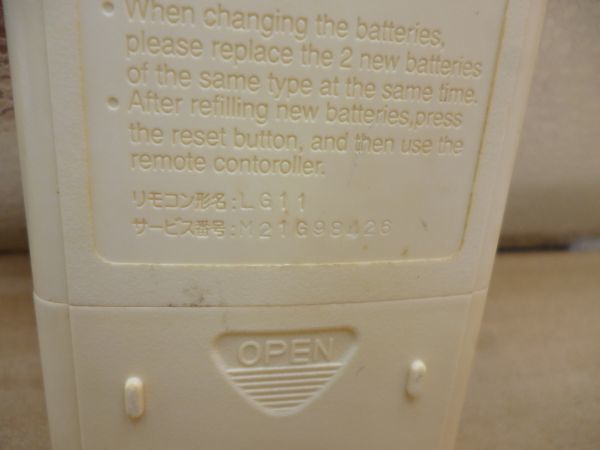 • When changing the batteries,
please replace the 2 new batteries
of the same type at the same time.
• After refilling new batteries,press
the reset button, and then use the
remote contoroller.
リモコン形名:LG11
サービス番号:M21G98426
OPEN